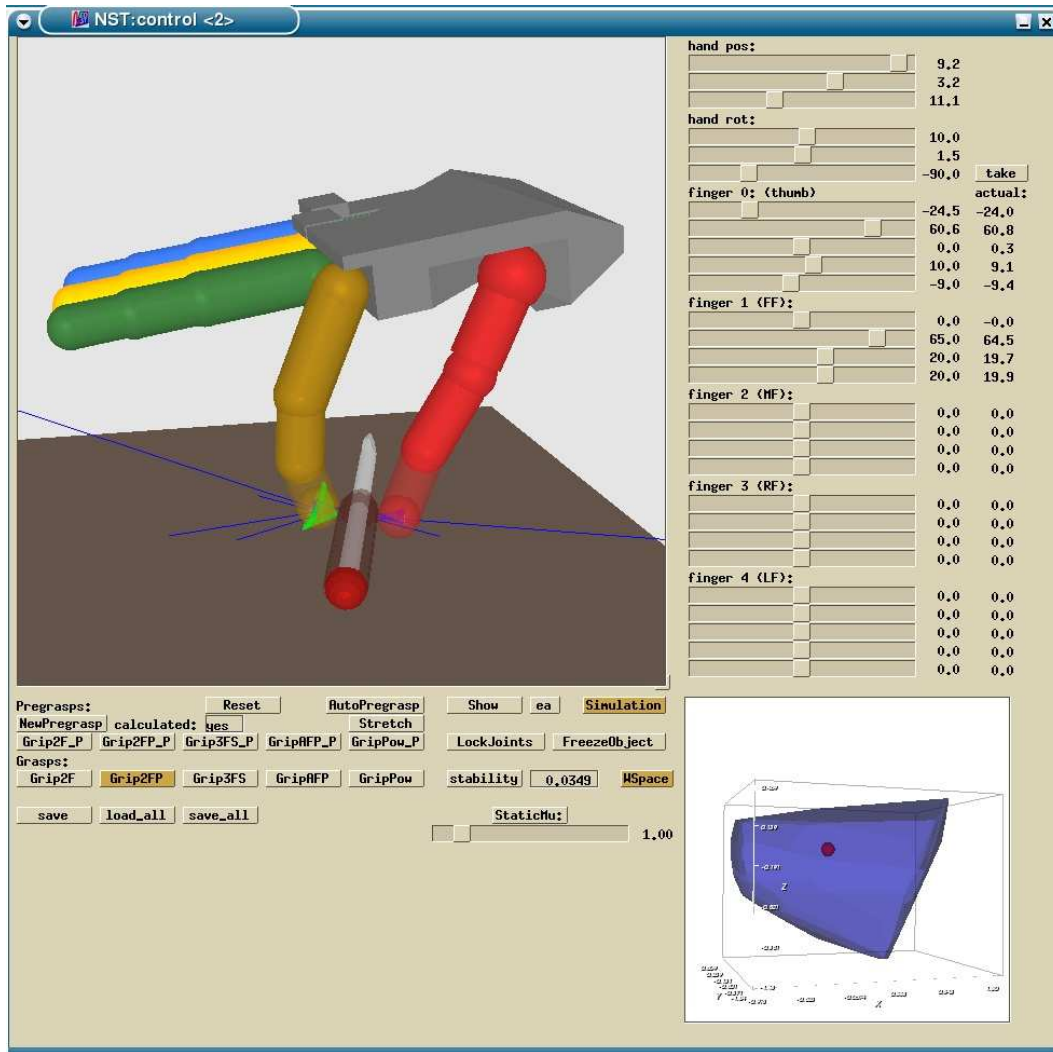 NST:control <2>
hand pos:
9.2
3.2
11.1
hand rot:
10.0
1.5
-90.0 take
finger 0: (thumb) actual:
-24.5 -24.0
60.6 60.8
0.0 0.3
10.0 9.1
-9.0 -9.4
finger 1 (FF):
0.0 -0.0
65.0 64.5
20.0 19.7
20.0 19.9
finger 2 (MF):
0.0 0.0
0.0 0.0
0.0 0.0
0.0 0.0
finger 3 (RF):
0.0 0.0
0.0 0.0
0.0 0.0
0.0 0.0
finger 4 (LF):
0.0 0.0
0.0 0.0
0.0 0.0
0.0 0.0
0.0 0.0
Pregrasps: Reset AutoPregrasp Show ea Simulation
NewPregrasp calculated: yes Stretch
Grip2F_P Grip2FP_P Grip3FS_P GripAFP_P GripPow_P LockJoints FreezeObject
Grasps:
Grip2F Grip2FP Grip3FS GripAFP GripPow stability 0.0349 WSpace
save load_all save_all StaticMu:
1.00
Z
Y
X